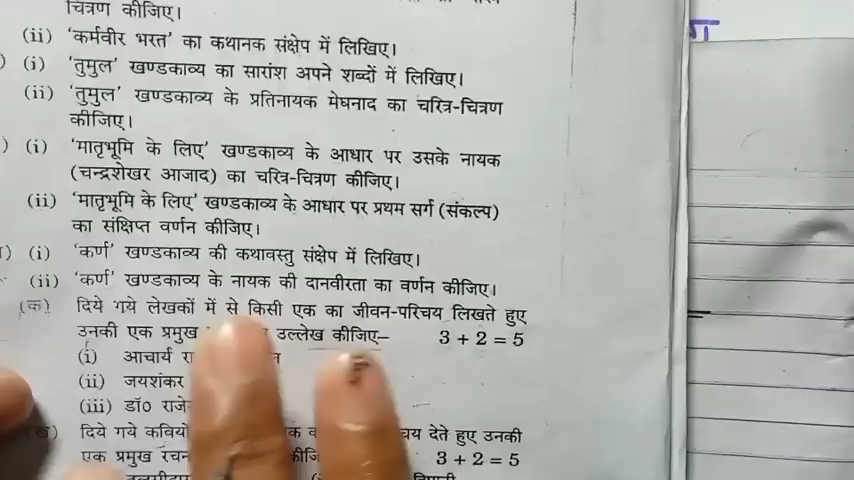 चित्रण कीजिए।
(ii) 'कर्मवीर भरत' का कथानक संक्षेप में लिखिए।
) (i) 'तुमुल' खण्डकाव्य का सारांश अपने शब्दों में लिखिए।
(ii) 'तुमुल' खण्डकाव्य के प्रतिनायक मेघनाद का चरित्र-चित्रण
कीजिए।
) (i) 'मातृभूमि के लिए' खण्डकाव्य के आधार पर उसके नायक
(चन्द्रशेखर आजाद) का चरित्र-चित्रण कीजिए।
(ii) 'मातृभूमि के लिए' खण्डकाव्य के आधार पर प्रथम सर्ग (संकल्प)
का संक्षिप्त वर्णन कीजिए।
) (i) 'कर्ण' खण्डकाव्य की कथावस्तु संक्षेप में लिखिए।
(ii) 'कर्ण' खण्डकाव्य के नायक की दानवीरता का वर्णन कीजिए।
(क) दिये गये लेखकों में से किसी एक का जीवन-परिचय लिखते हुए
उनकी एक प्रमुख उल्लेख कीजिए– 3 + 2 = 5
(i) आचार्य
(ii) जयशंकर
(iii) डॉ०
(ख) दिये गये देते हुए उनकी
एक प्रमुख 3 + 2 = 5